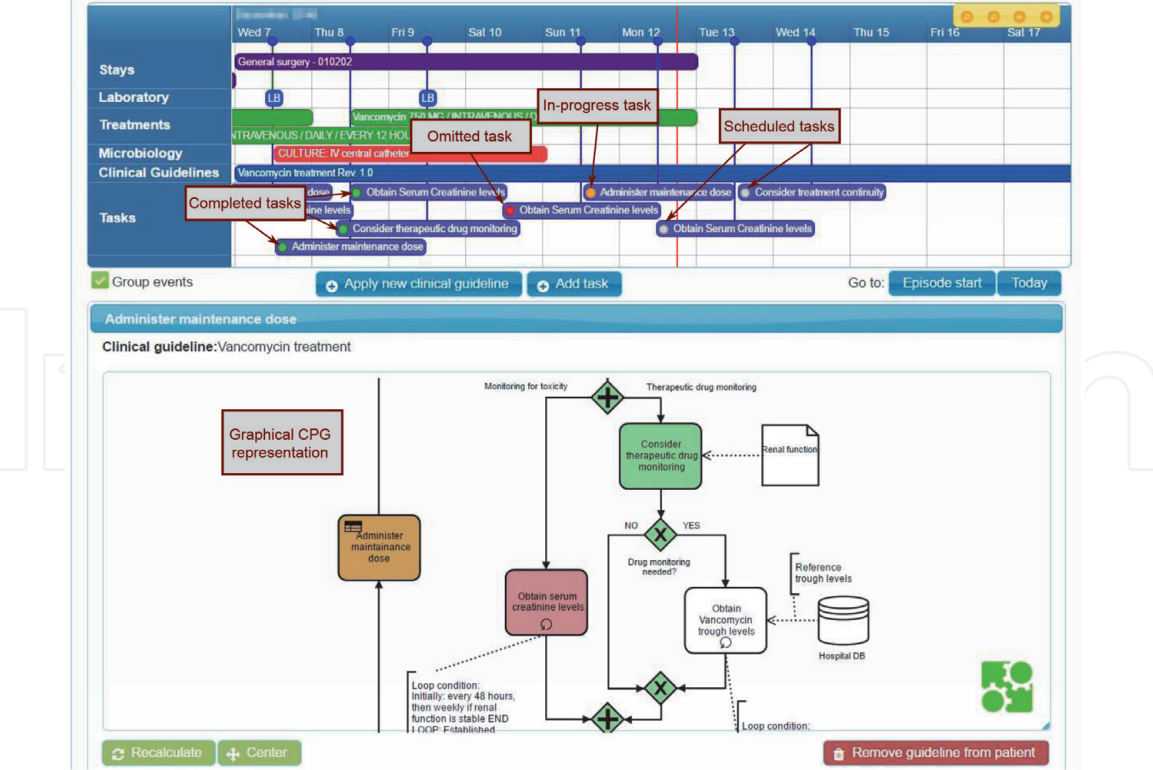 Wed 7
Thu 8
Fri 9
Sat 10
Sun 11
Mon 12
Tue 13
Wed 14
Thu 15
Fri 16
Sat 17
Stays
General surgery - 010202
Laboratory
LB
LB
In-progress task
Treatments
Vancomycin 750 MG / INTRAVENOUS / D
Omitted task
Scheduled tasks
NTRAVENOUS / DAILY / EVERY 12 HOU
Microbiology
CULTURE: IV central catheter
Clinical Guidelines
Vancomycin treatment Rev. 1.0
Tasks
dose
Obtain Serum Creatinine levels
Administer maintenance dose
Consider treatment continuity
Completed tasks
ine levels
Obtain Serum Creatinine levels
Consider therapeutic drug monitoring
Obtain Serum Creatinine levels
Administer maintenance dose
Group events
Apply new clinical guideline
Add task
Go to:
Episode start
Today
Administer maintenance dose
Clinical guideline:Vancomycin treatment
Monitoring for toxicity
Therapeutic drug monitoring
Graphical CPG
representation
Consider
therapeutic drug
monitoring
Renal function
Administer
maintainance
dose
NO
YES
X
Drug monitoring
needed?
Reference
trough levels
Obtain serum
creatinine levels
Obtain
Vancomycin
trough levels
Hospital DB
X
Loop condition:
Initially: every 48 hours,
then weekly if renal
function is stable END
LOOP: Established
Loop condition:
Recalculate
Center
Remove guideline from patient